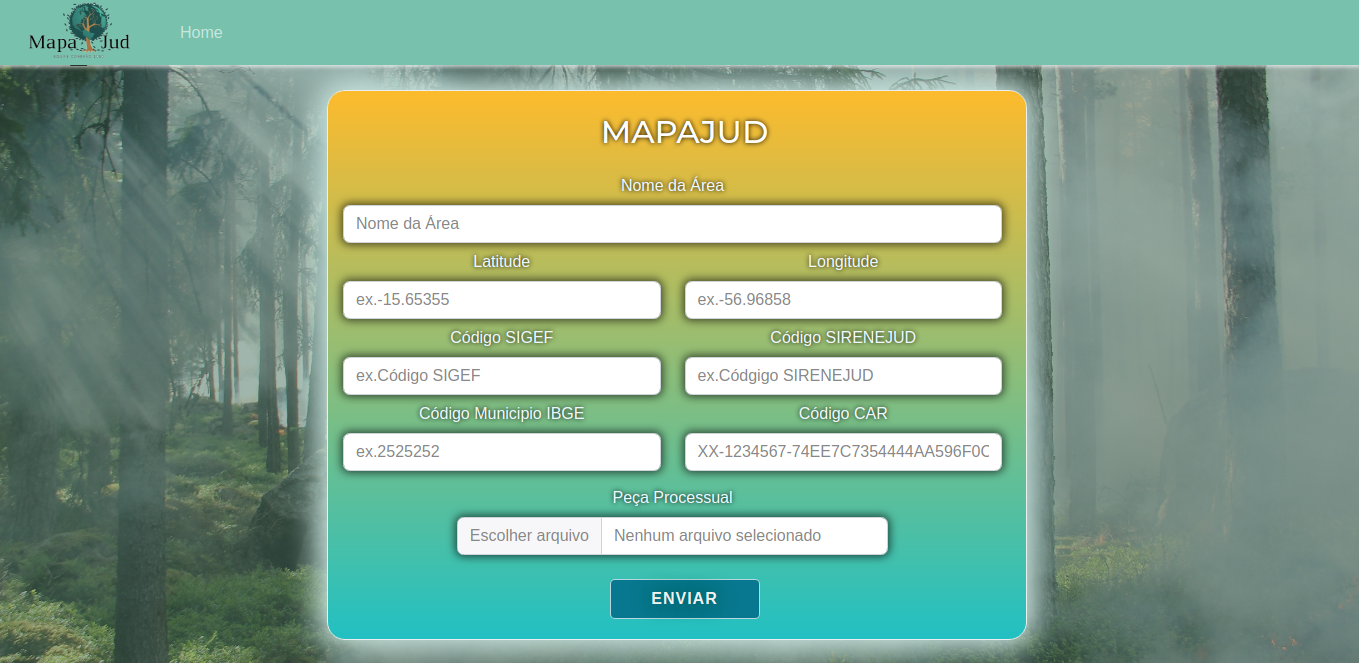 Mapa Jud
Home
MAPAJUD
Nome da Área
Nome da Área
Latitude Longitude
ex.-15.65355 ex.-56.96858
Código SIGEF Código SIRENEJUD
ex.Código SIGEF ex.Códgigo SIRENEJUD
Código Municipio IBGE Código CAR
ex.2525252 XX-1234567-74EE7C7354444AA596F0C
Peça Processual
Escolher arquivo Nenhum arquivo selecionado
ENVIAR